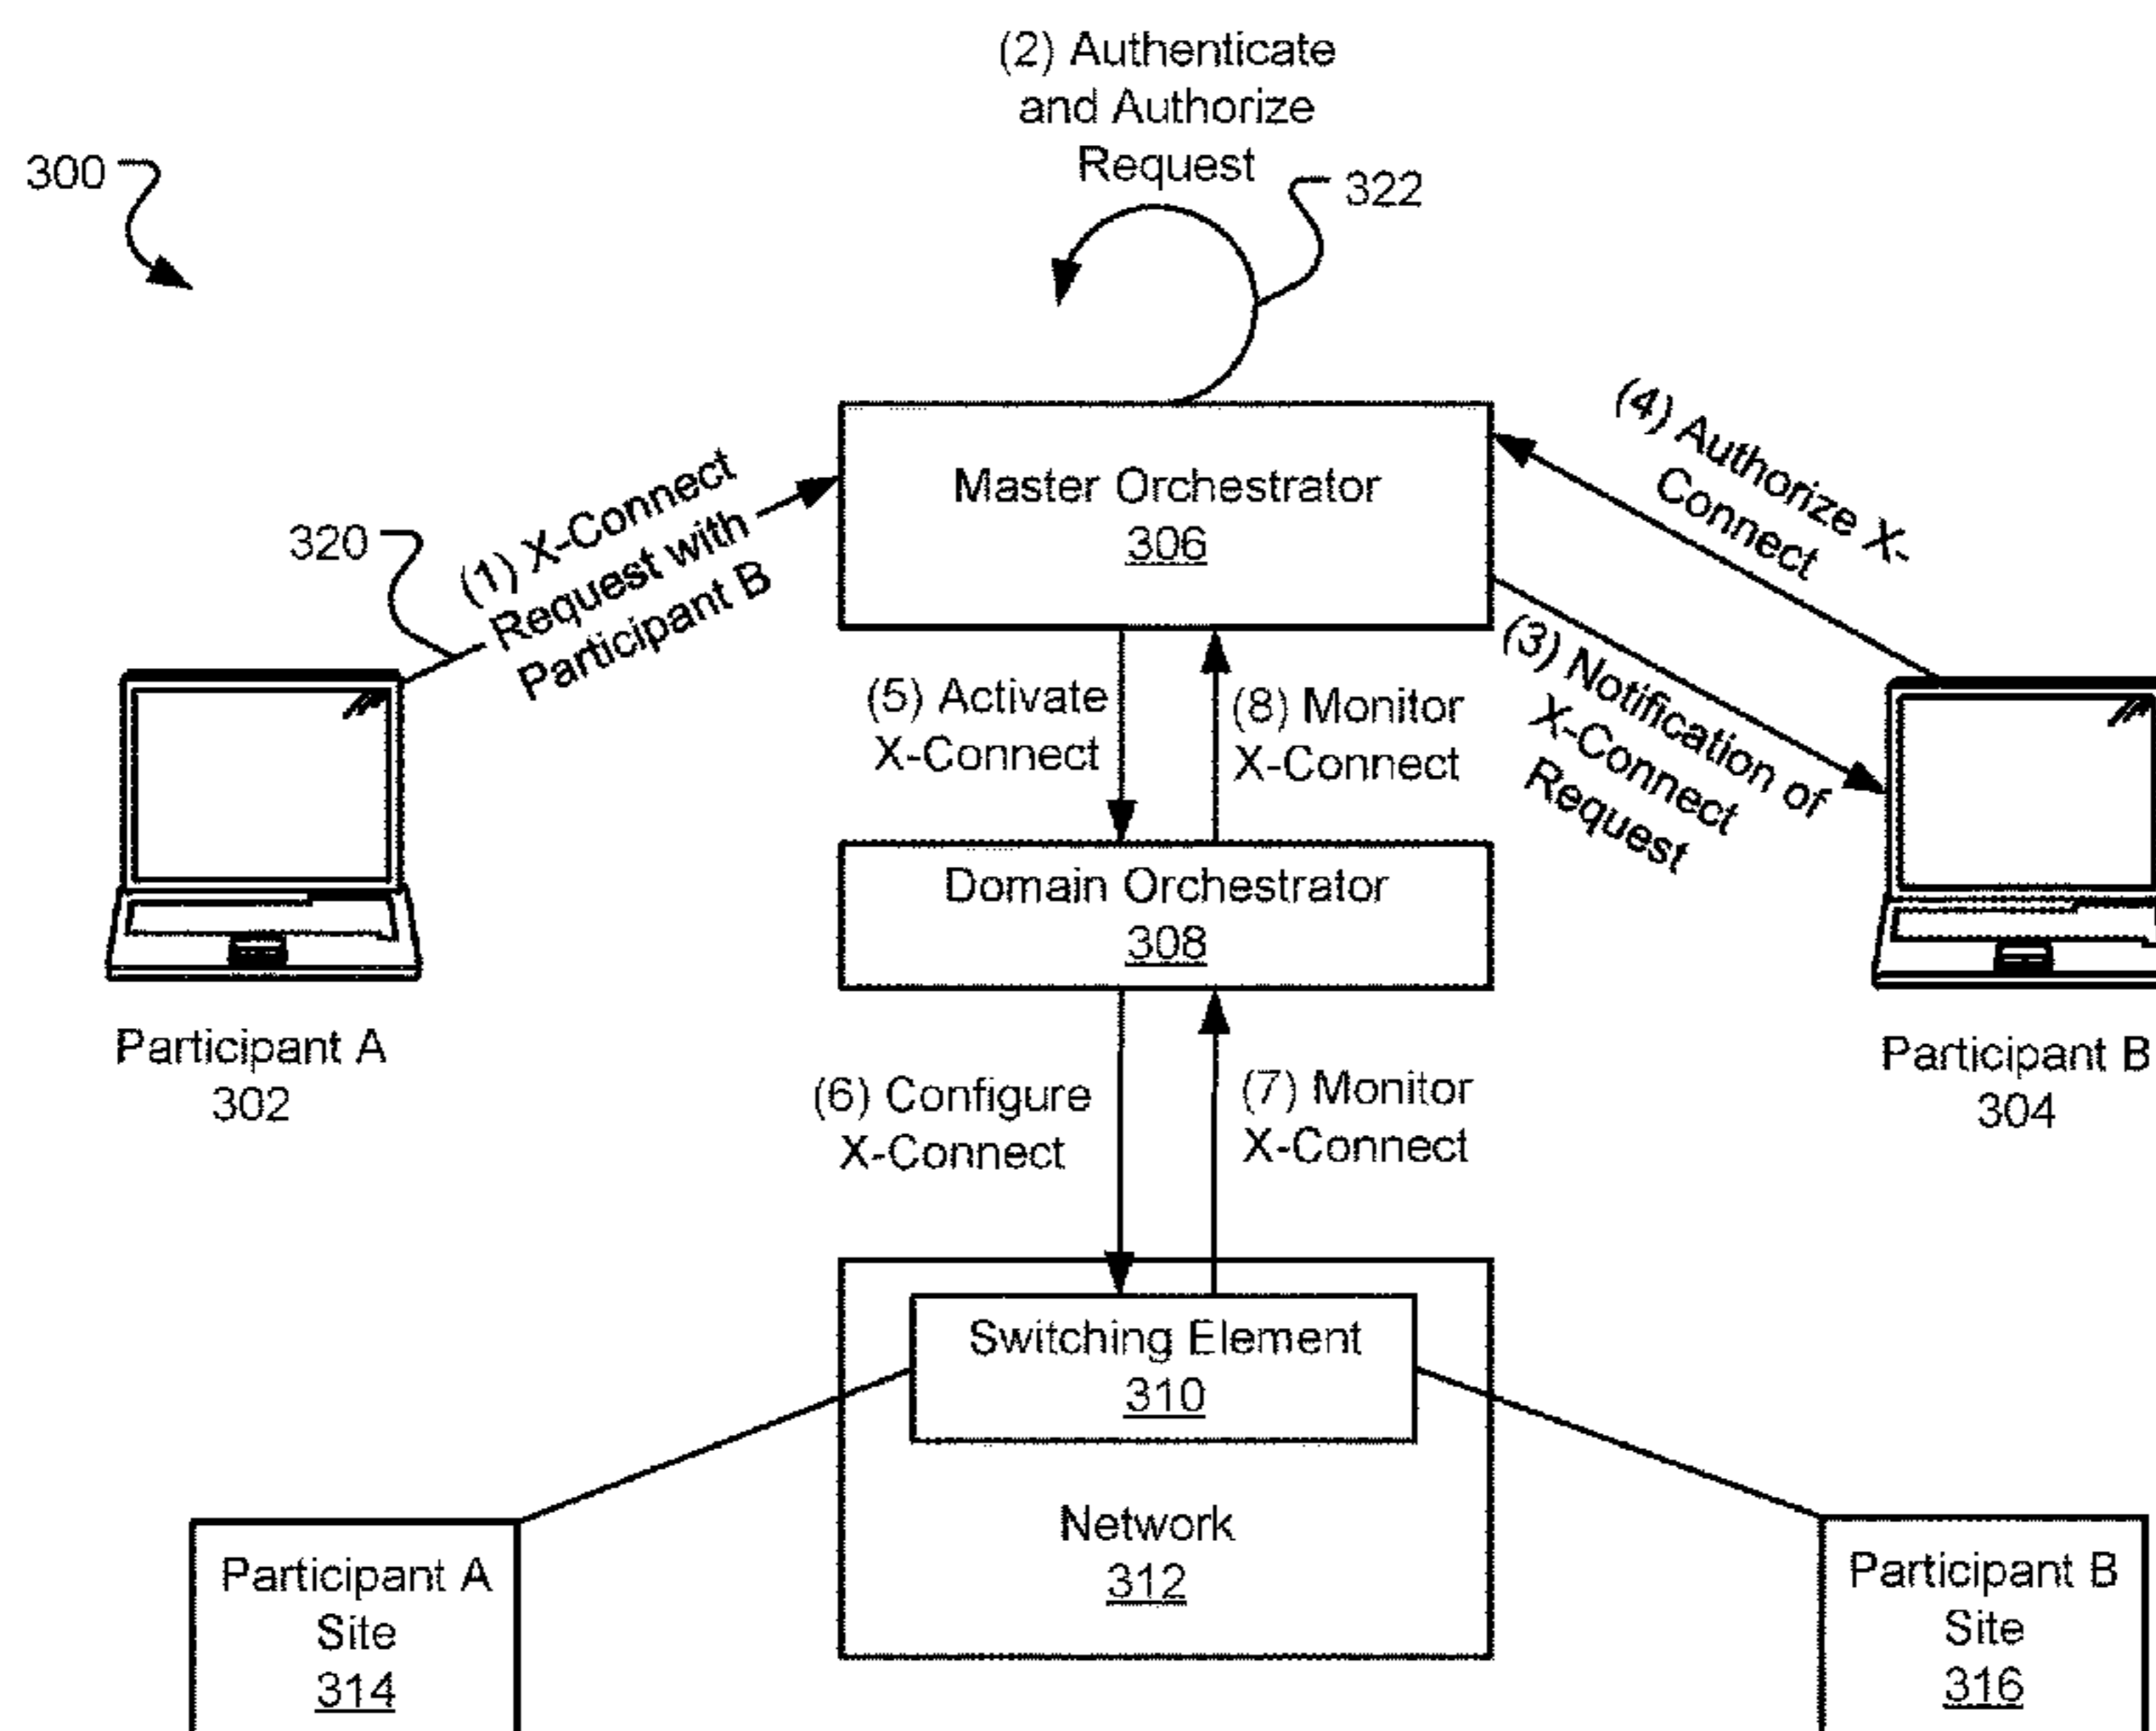 (2) Authenticate
and Authorize
Request
300
322
(4) Authorize X-
Connect
Master Orchestrator
306
320
(1) X-Connect
Request with
Participant B
(3) Notification of
X-Connect
Request
(5) Activate
X-Connect
(8) Monitor
X-Connect
Domain Orchestrator
308
Participant A
302
Participant B
304
(6) Configure
X-Connect
(7) Monitor
X-Connect
Switching Element
310
Network
312
Participant A
Site
314
Participant B
Site
316